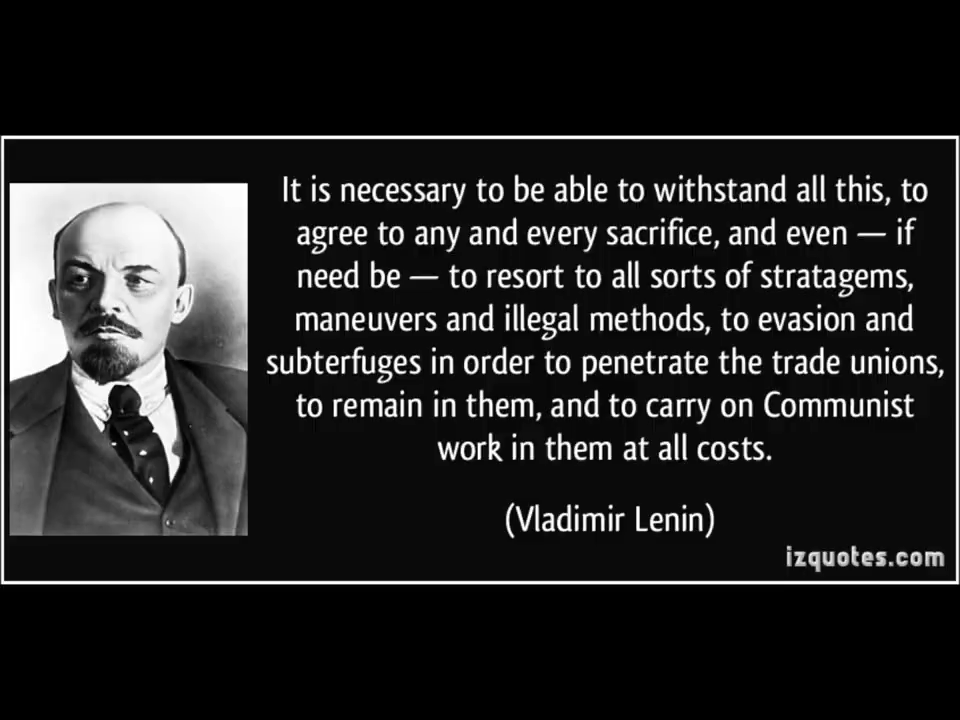 It is necessary to be able to withstand all this, to
agree to any and every sacrifice, and even — if
need be — to resort to all sorts of stratagems,
maneuvers and illegal methods, to evasion and
subterfuges in order to penetrate the trade unions,
to remain in them, and to carry on Communist
work in them at all costs.
(Vladimir Lenin)
izquotes.com